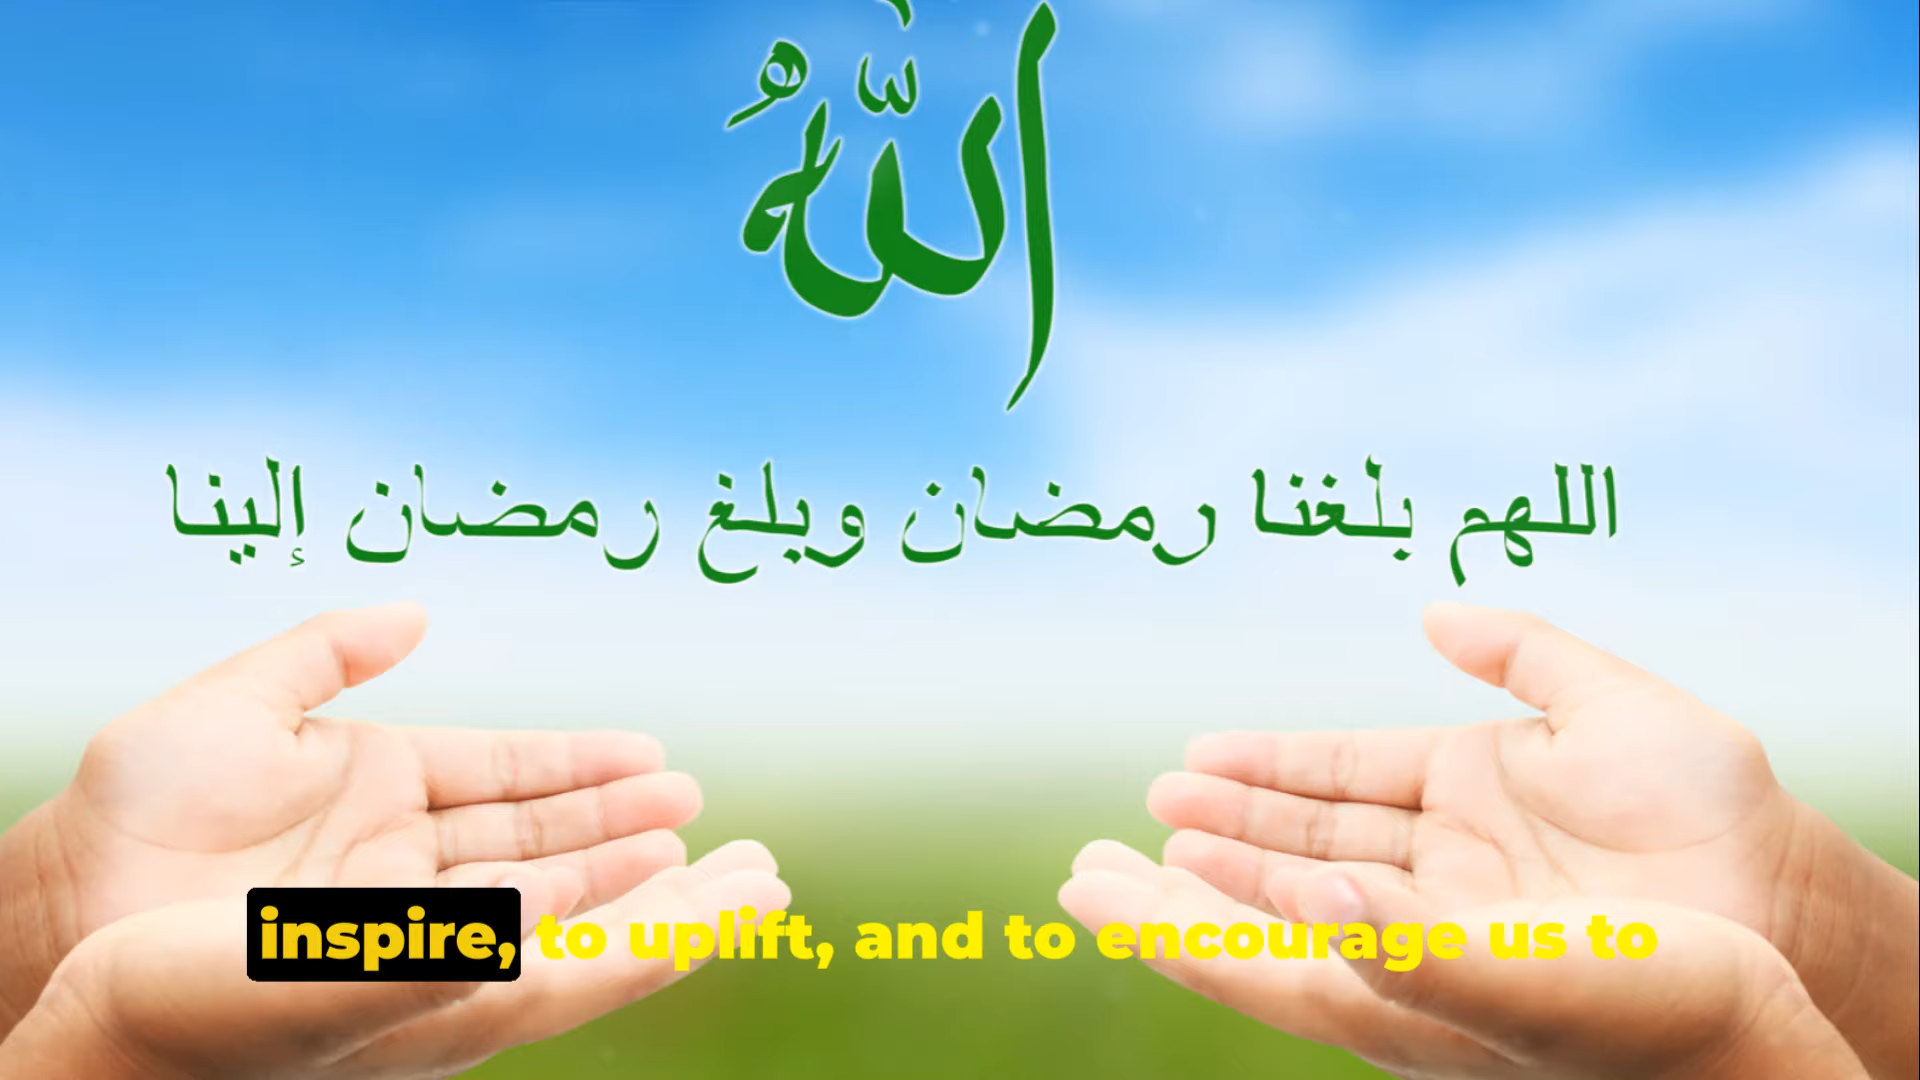 اللهُ
اللهم بلغنا رمضان وبلغ رمضان إلينا
inspire, to uplift, and to encourage us to